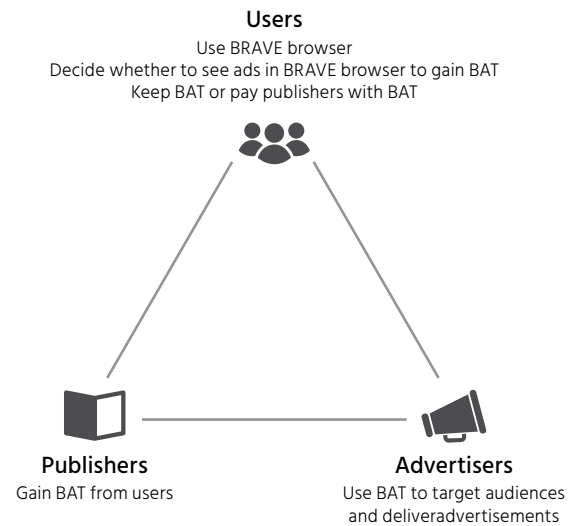 Users
Use BRAVE browser
Decide whether to see ads in BRAVE browser to gain BAT
Keep BAT or pay publishers with BAT
Publishers
Gain BAT from users
Advertisers
Use BAT to target audiences
and deliveradvertisements